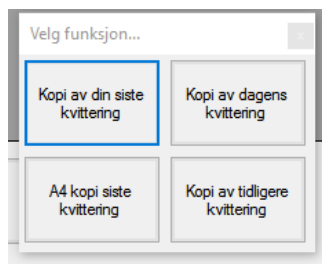 Velg funksjon...
x
Kopi av din siste
kvittering
Kopi av dagens
kvittering
A4 kopi siste
kvittering
Kopi av tidligere
kvittering